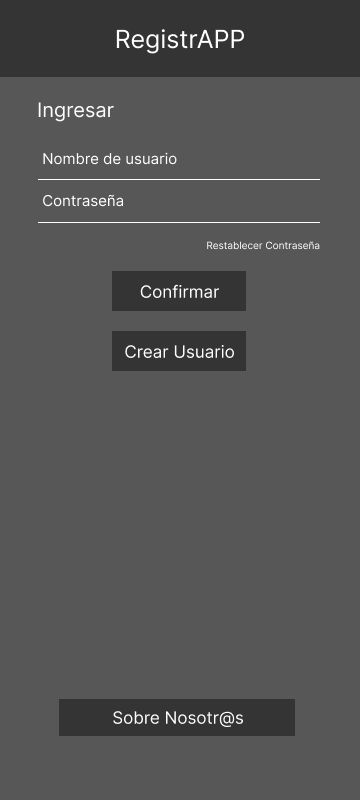 RegistrAPP
Ingresar
Nombre de usuario
Contraseña
Restablecer Contraseña
Confirmar
Crear Usuario
Sobre Nosotr@s